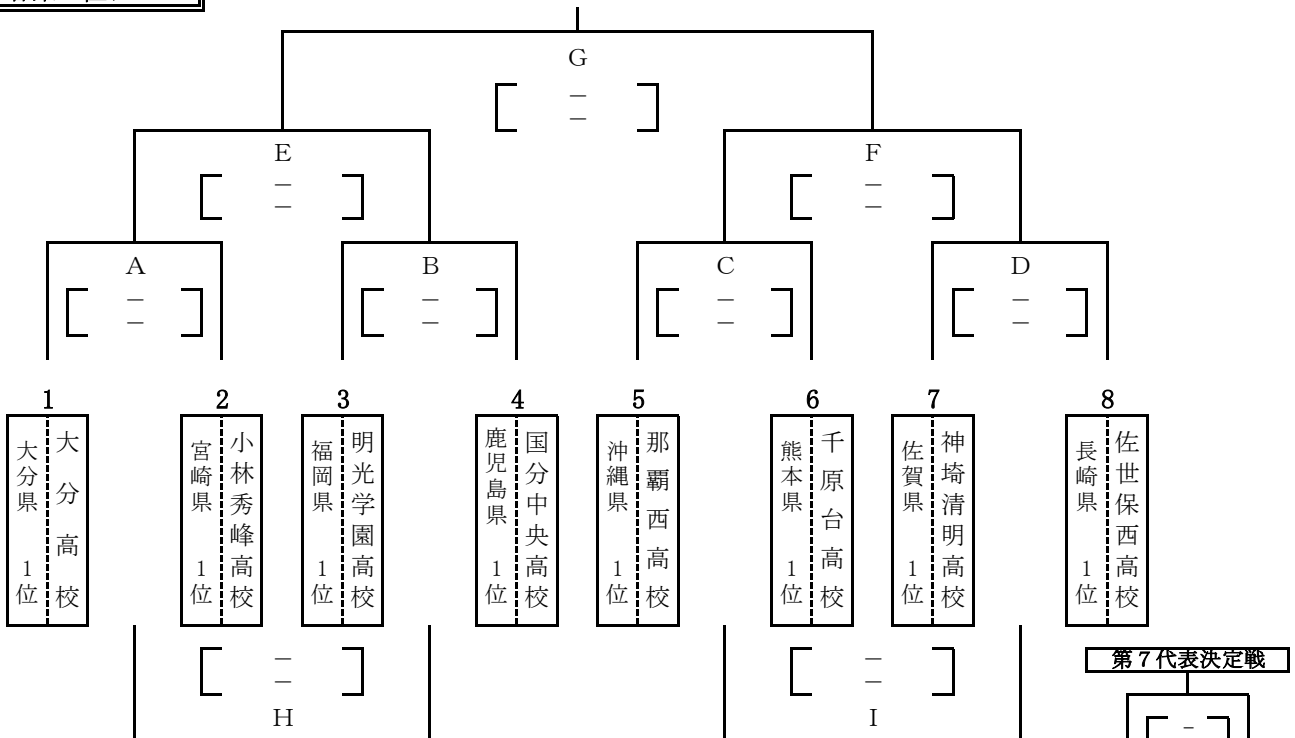 G
－
－
E
－
－
F
－
－
A
－
－
B
－
－
C
－
－
D
－
－
1
2
3
4
5
6
7
8
大分県 1位
大分高校
宮崎県 1位
小林秀峰高校
福岡県 1位
明光学園高校
鹿児島県 1位
国分中央高校
沖縄県 1位
那覇西高校
熊本県 1位
千原台高校
佐賀県 1位
神埼清明高校
長崎県 1位
佐世保西高校
－
－
H
－
－
I
第７代表決定戦
-